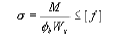 σ = M / (ϕ_b W_x) ≤ [f]